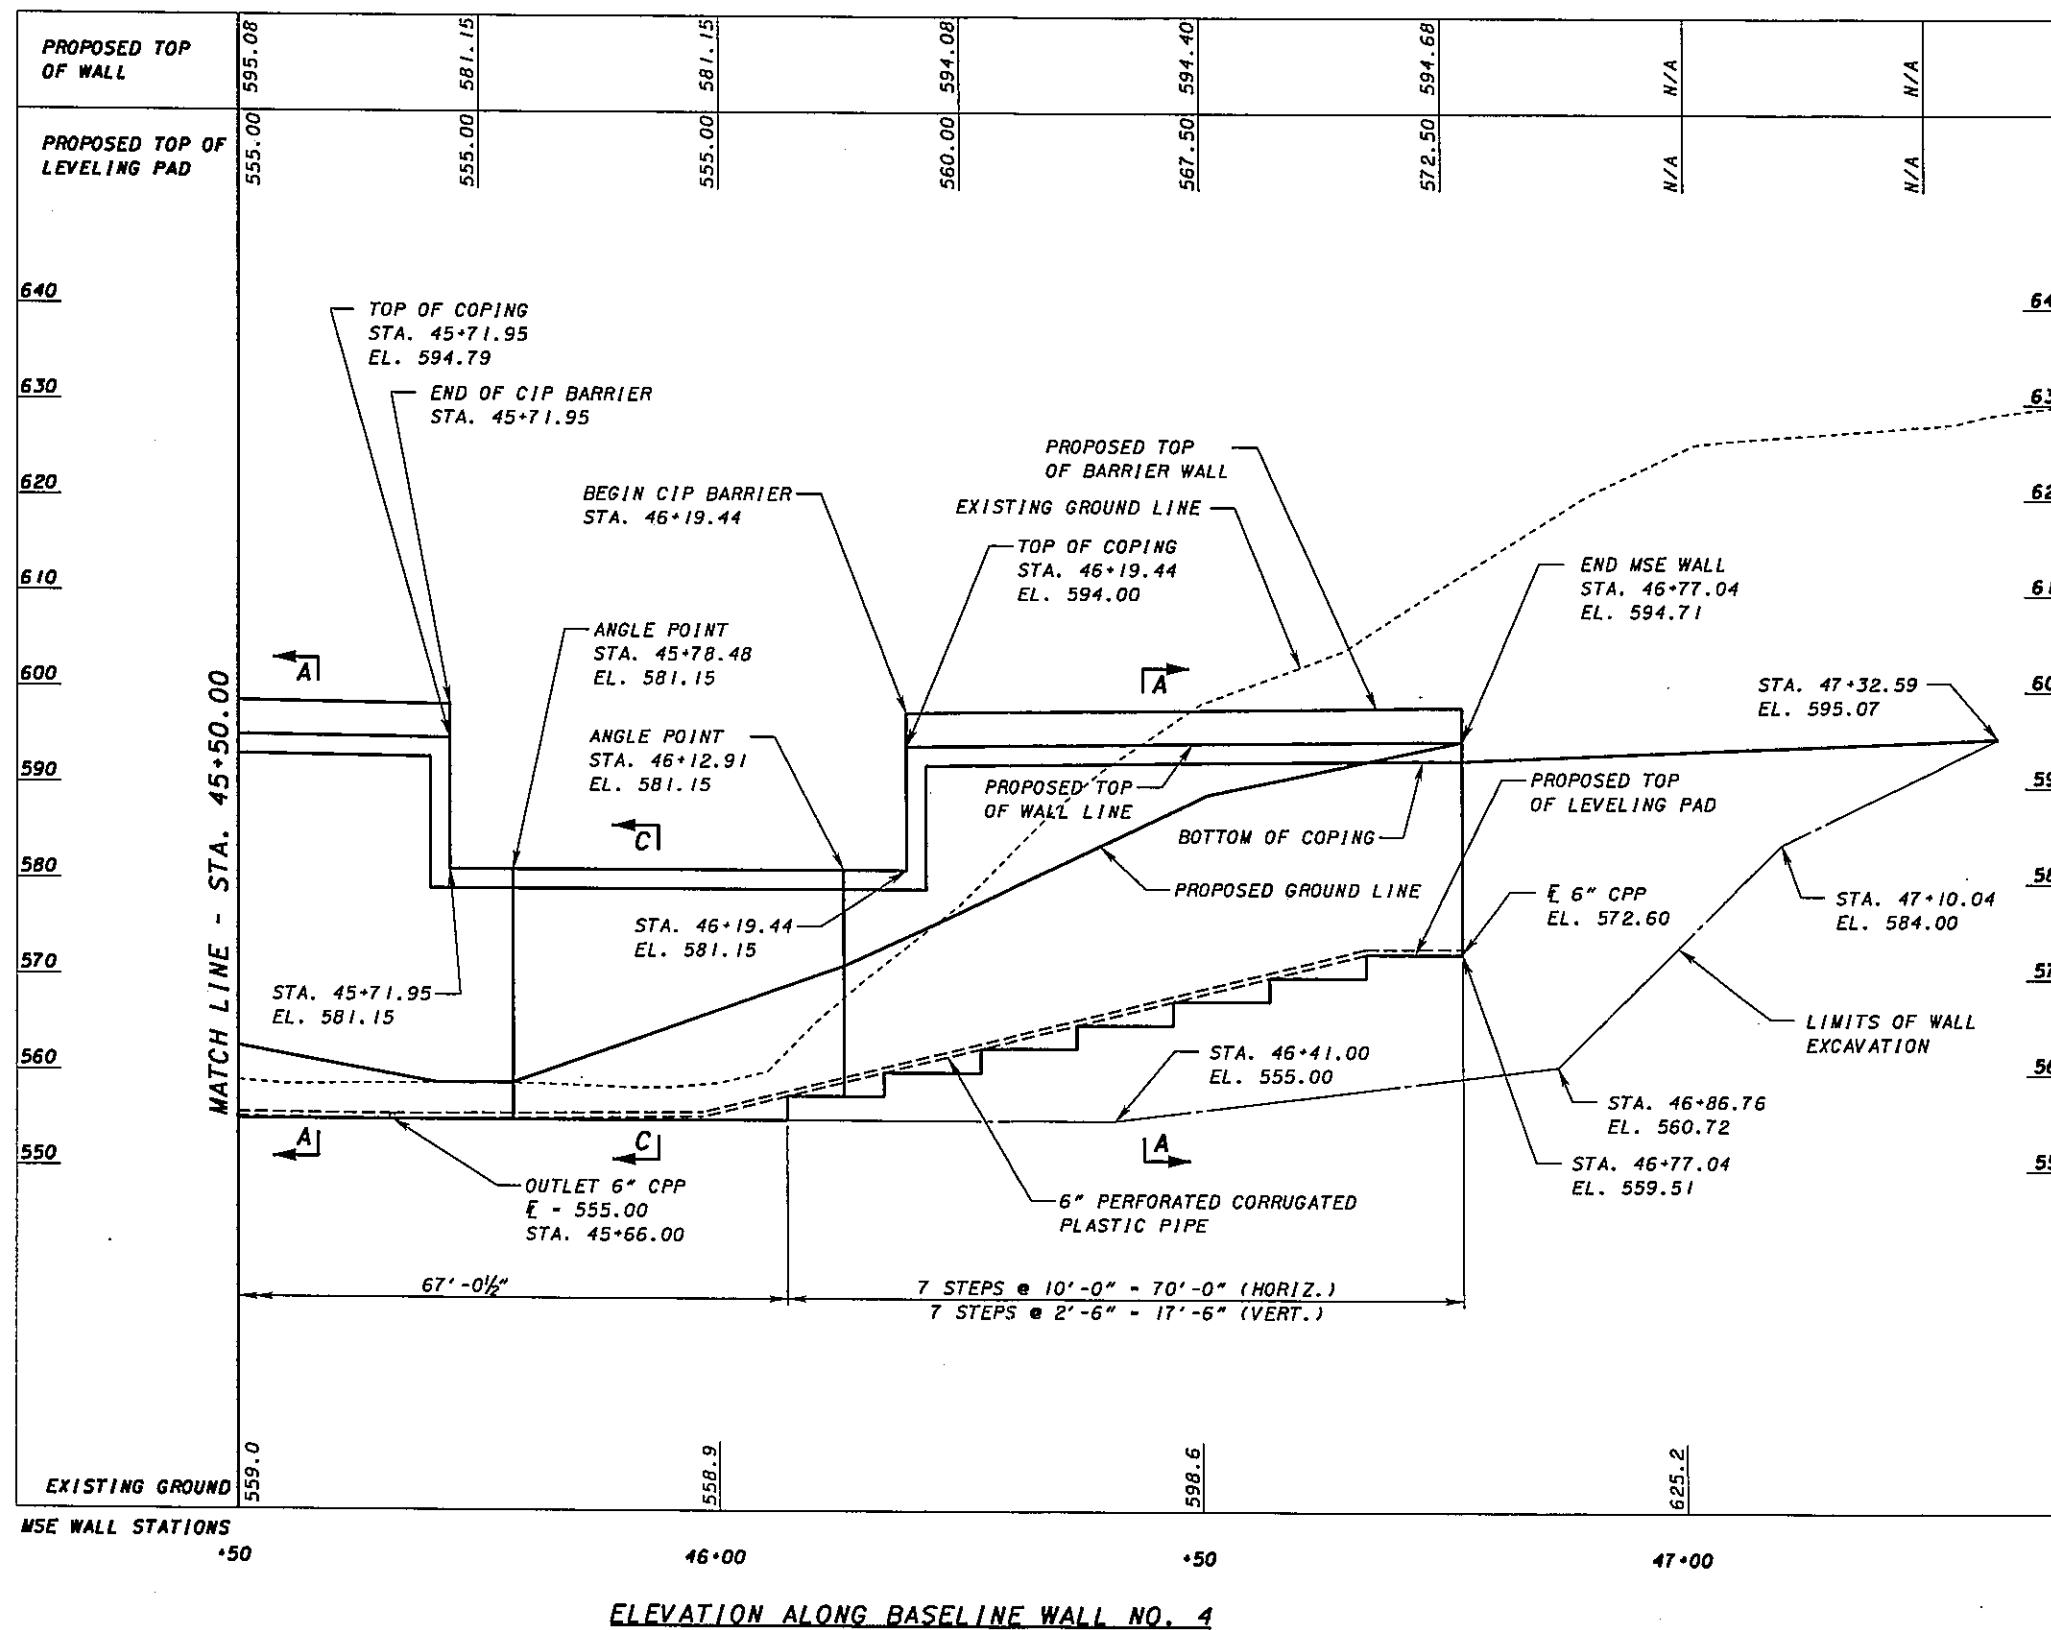 PROPOSED TOP
OF WALL
595.08
581.15
581.15
594.08
594.40
594.68
N/A
N/A
PROPOSED TOP OF
LEVELING PAD
555.00
555.00
555.00
560.00
567.50
572.50
N/A
N/A
640
630
620
610
600
590
580
570
560
550
TOP OF COPING
STA. 45+71.95
EL. 594.79
END OF CIP BARRIER
STA. 45+71.95
BEGIN CIP BARRIER
STA. 46+19.44
PROPOSED TOP
OF BARRIER WALL
EXISTING GROUND LINE
TOP OF COPING
STA. 46+19.44
EL. 594.00
END MSE WALL
STA. 46+77.04
EL. 594.71
ANGLE POINT
STA. 45+78.48
EL. 581.15
ANGLE POINT
STA. 46+12.91
EL. 581.15
A
A
C
STA. 47+32.59
EL. 595.07
PROPOSED TOP
OF WALL LINE
PROPOSED TOP
OF LEVELING PAD
BOTTOM OF COPING
PROPOSED GROUND LINE
℄ 6" CPP
EL. 572.60
STA. 47+10.04
EL. 584.00
STA. 46+19.44
EL. 581.15
STA. 45+71.95
EL. 581.15
MATCH LINE - STA. 45+50.00
LIMITS OF WALL
EXCAVATION
STA. 46+41.00
EL. 555.00
STA. 46+86.76
EL. 560.72
STA. 46+77.04
EL. 559.51
A
C
A
OUTLET 6" CPP
℄ = 555.00
STA. 45+66.00
6" PERFORATED CORRUGATED
PLASTIC PIPE
67'-0½"
7 STEPS @ 10'-0" = 70'-0" (HORIZ.)
7 STEPS @ 2'-6" = 17'-6" (VERT.)
EXISTING GROUND
559.0
558.9
598.6
625.2
MSE WALL STATIONS
+50
46+00
+50
47+00
ELEVATION ALONG BASELINE WALL NO. 4